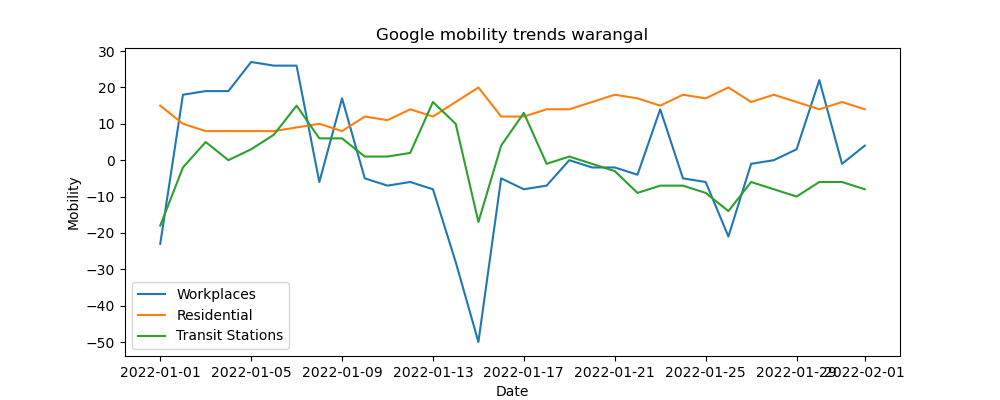 Google mobility trends warangal
30
20
10
0
−10
−20
−30
−40
−50
Mobility
Workplaces
Residential
Transit Stations
2022-01-01 2022-01-05 2022-01-09 2022-01-13 2022-01-17 2022-01-21 2022-01-25 2022-01-29 2022-02-01
Date